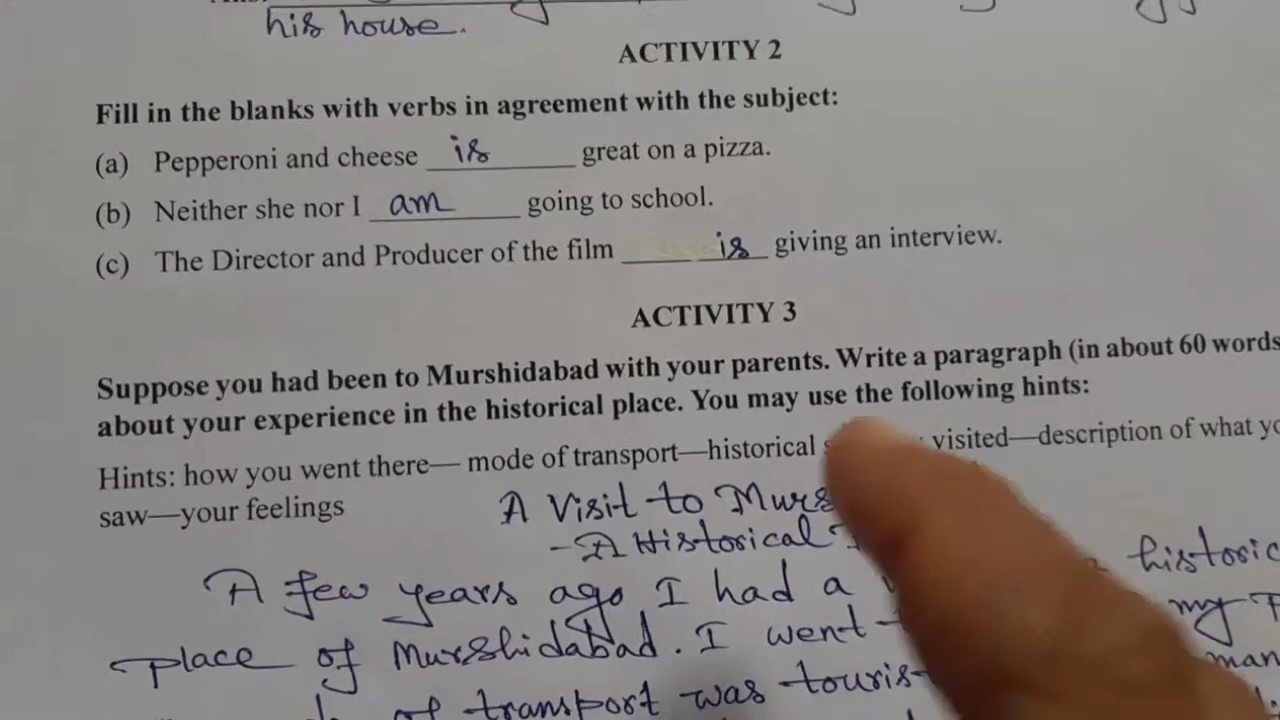 his house.
ACTIVITY 2
Fill in the blanks with verbs in agreement with the subject:
(a) Pepperoni and cheese is great on a pizza.
(b) Neither she nor I am going to school.
(c) The Director and Producer of the film is giving an interview.
ACTIVITY 3
Suppose you had been to Murshidabad with your parents. Write a paragraph (in about 60 words
about your experience in the historical place. You may use the following hints:
Hints: how you went there— mode of transport—historical visited—description of what
saw—your feelings
A Visit to
-A Historical
A few years ago, I had a
place of Murshidabad. I went my
of transport was